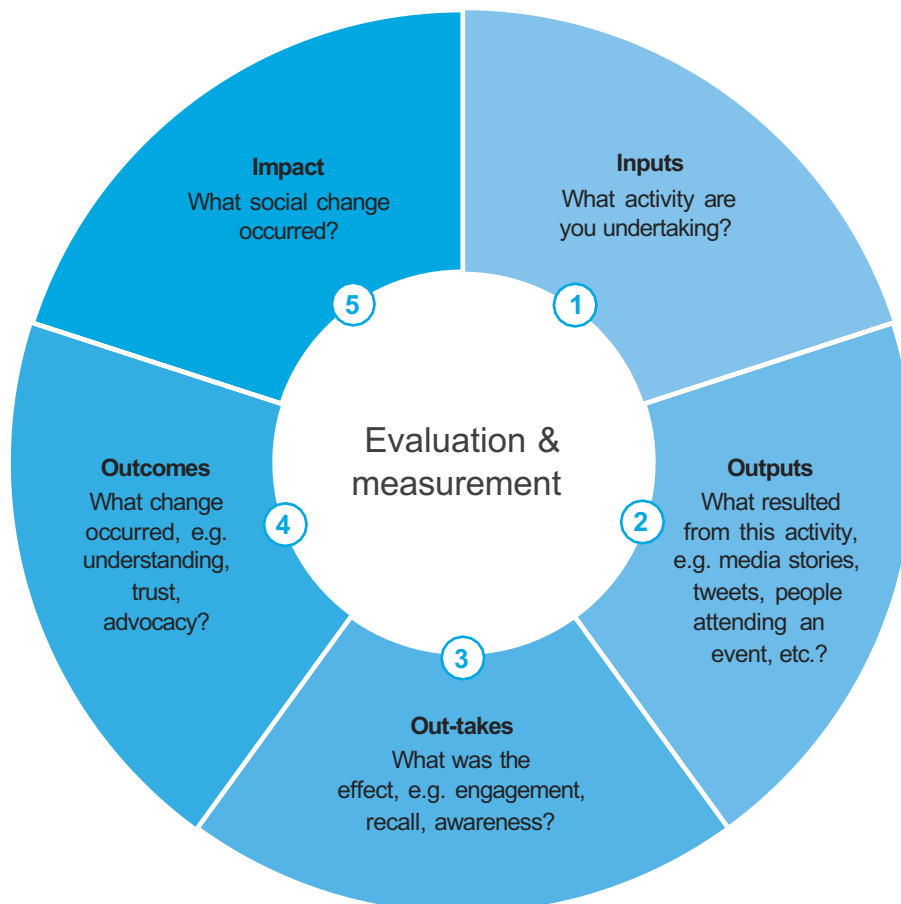 Evaluation &
measurement
1
Inputs
What activity are
you undertaking?
2
Outputs
What resulted
from this activity,
e.g. media stories,
tweets, people
attending an
event, etc.?
3
Out-takes
What was the
effect, e.g. engagement,
recall, awareness?
4
Outcomes
What change
occurred, e.g.
understanding,
trust,
advocacy?
5
Impact
What social change
occurred?